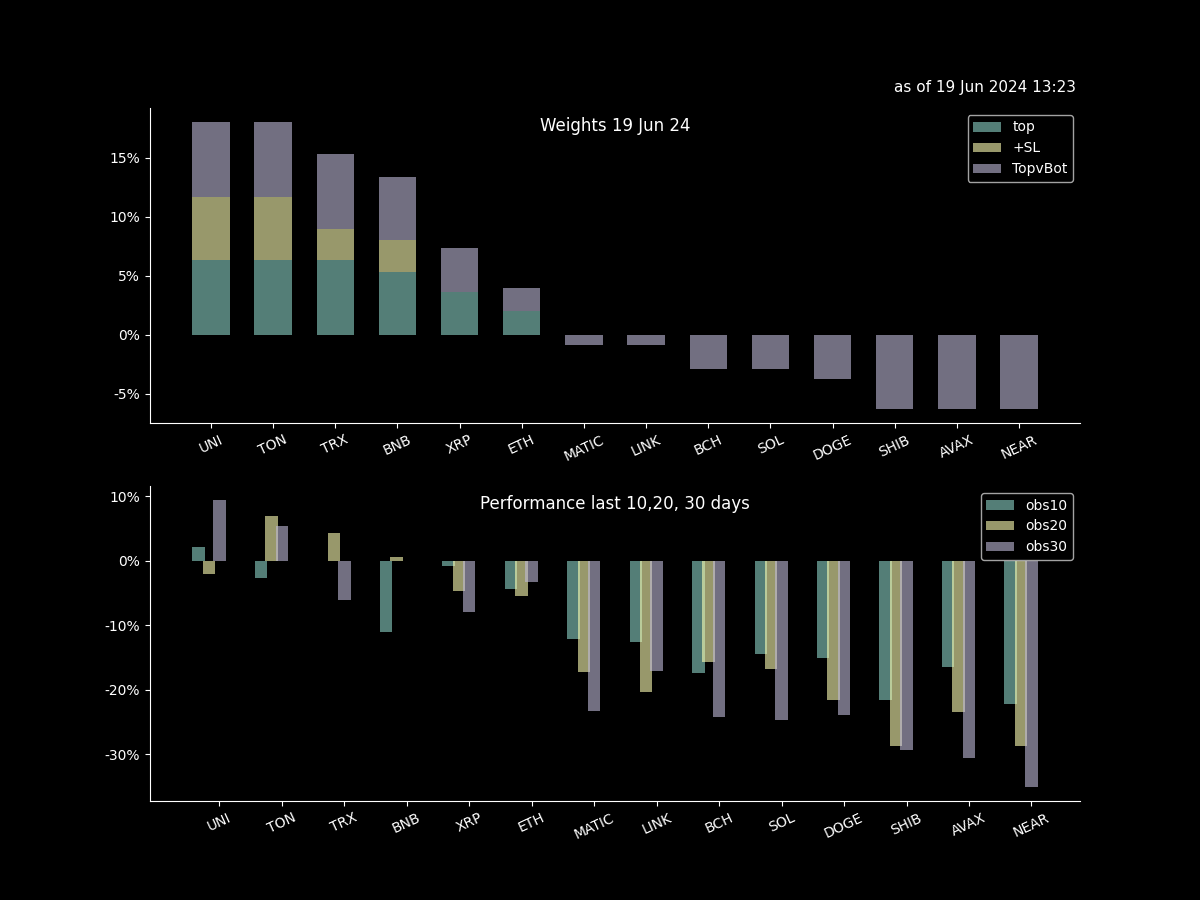 as of 19 Jun 2024 13:23
Weights 19 Jun 24
top
+SL
TopvBot
15%
10%
5%
0%
-5%
UNI TON TRX BNB XRP ETH MATIC LINK BCH SOL DOGE SHIB AVAX NEAR
Performance last 10,20, 30 days
obs10
obs20
obs30
10%
0%
-10%
-20%
-30%
UNI TON TRX BNB XRP ETH MATIC LINK BCH SOL DOGE SHIB AVAX NEAR